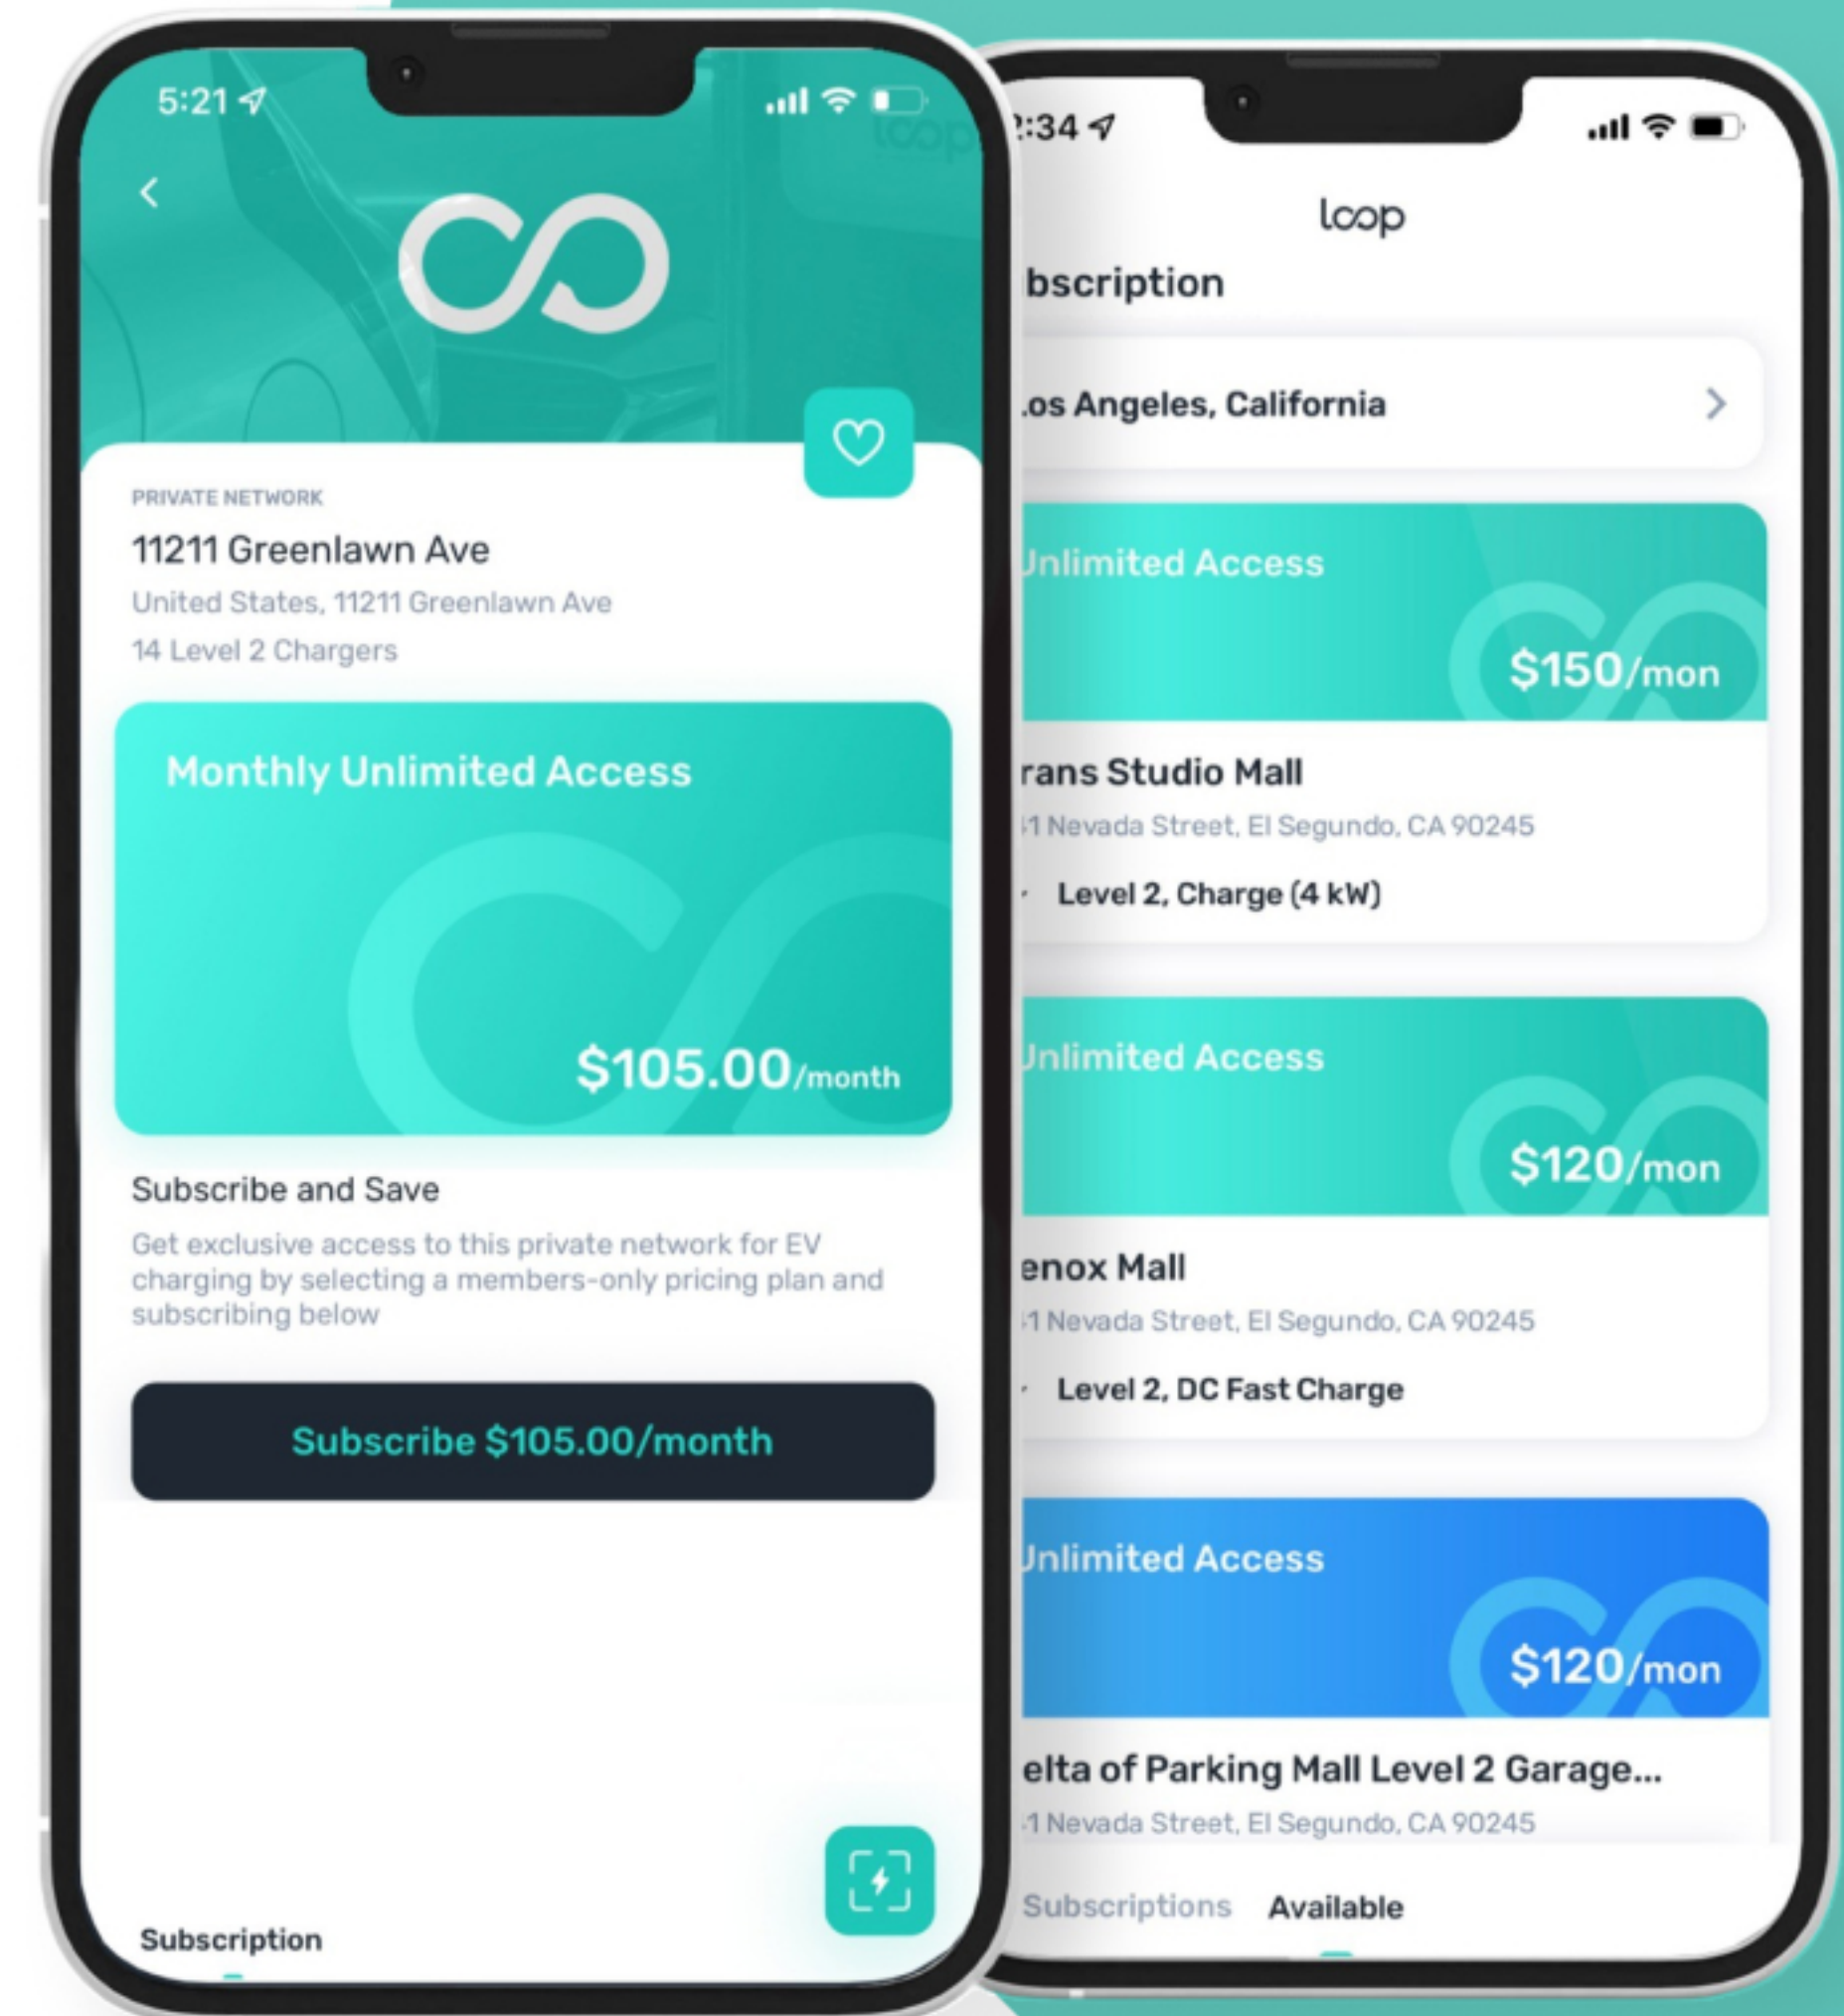 5:21
PRIVATE NETWORK
11211 Greenlawn Ave
United States, 11211 Greenlawn Ave
14 Level 2 Chargers
Monthly Unlimited Access
$105.00/month
Subscribe and Save
Get exclusive access to this private network for EV
charging by selecting a members-only pricing plan and
subscribing below
Subscribe $105.00/month
Subscription
:34
loop
bscription
os Angeles, California
Unlimited Access
$150/mon
rans Studio Mall
1 Nevada Street, El Segundo, CA 90245
Level 2, Charge (4 kW)
Unlimited Access
$120/mon
enox Mall
1 Nevada Street, El Segundo, CA 90245
Level 2, DC Fast Charge
Unlimited Access
$120/mon
elta of Parking Mall Level 2 Garage...
1 Nevada Street, El Segundo, CA 90245
Subscriptions
Available